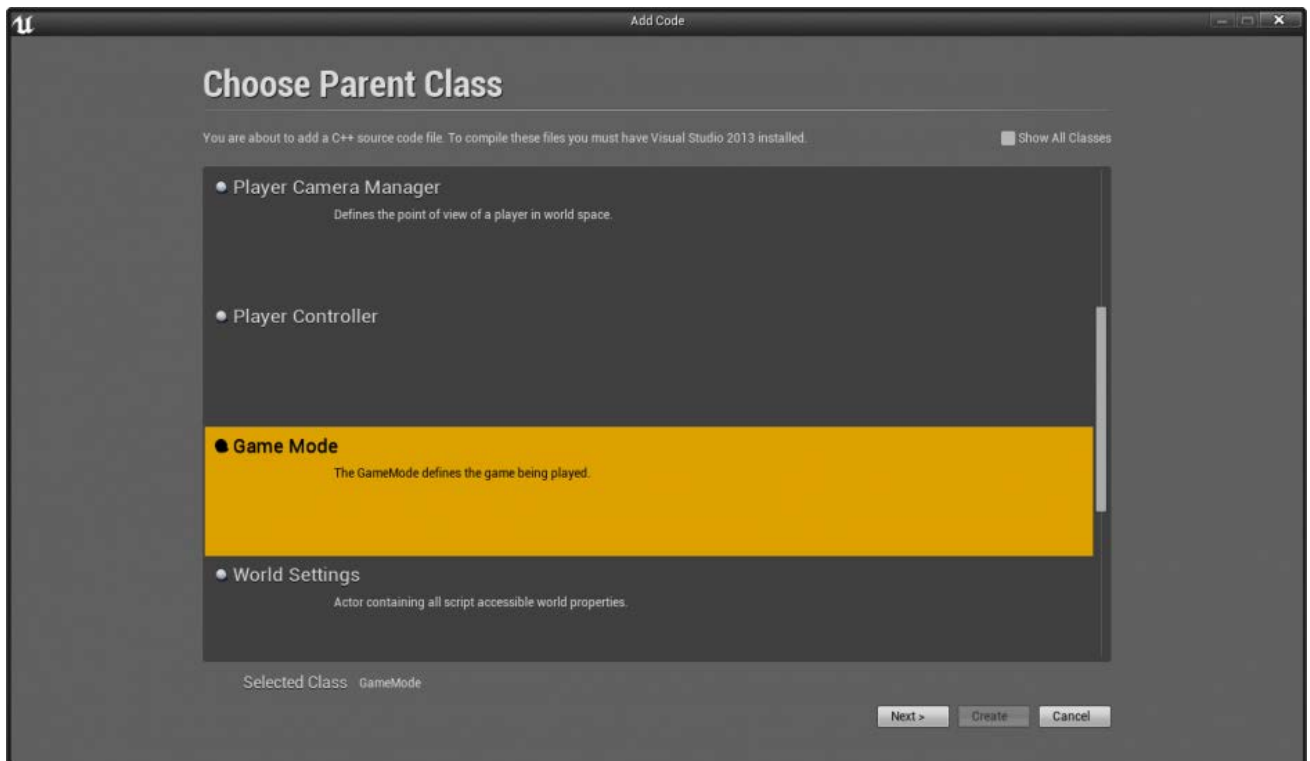 Add Code
Choose Parent Class
You are about to add a C++ source code file. To compile these files you must have Visual Studio 2013 installed.
Show All Classes
Player Camera Manager
Defines the point of view of a player in world space.
Player Controller
Game Mode
The GameMode defines the game being played.
World Settings
Actor containing all script accessible world properties.
Selected Class GameMode
Next > Create Cancel